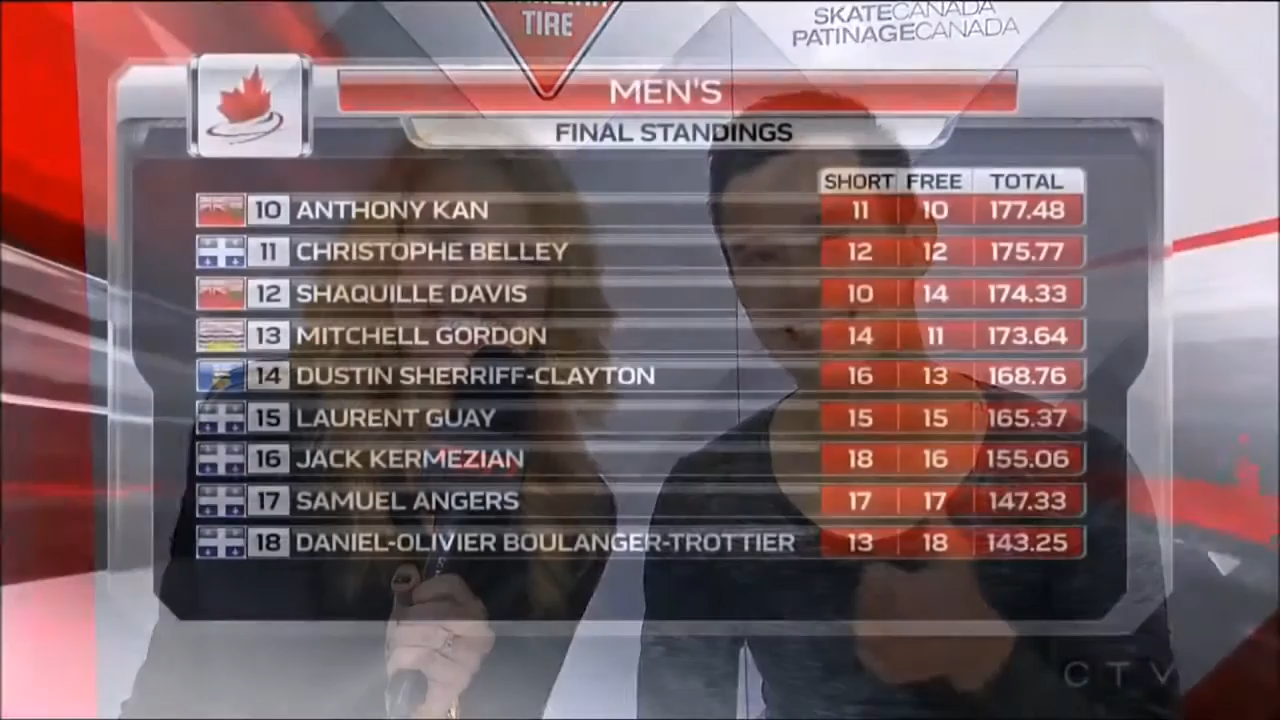 TIRE
SKATECANADA
PATINAGECANADA
MEN'S
FINAL STANDINGS
SHORT FREE TOTAL
10 ANTHONY KAN 11 10 177.48
11 CHRISTOPHE BELLEY 12 12 175.77
12 SHAQUILLE DAVIS 10 14 174.33
13 MITCHELL GORDON 14 11 173.64
14 DUSTIN SHERRIFF-CLAYTON 16 13 168.76
15 LAURENT GUAY 15 15 165.37
16 JACK KERMEZIAN 18 16 155.06
17 SAMUEL ANGERS 17 17 147.33
18 DANIEL-OLIVIER BOULANGER-TROTTIER 13 18 143.25
CTV